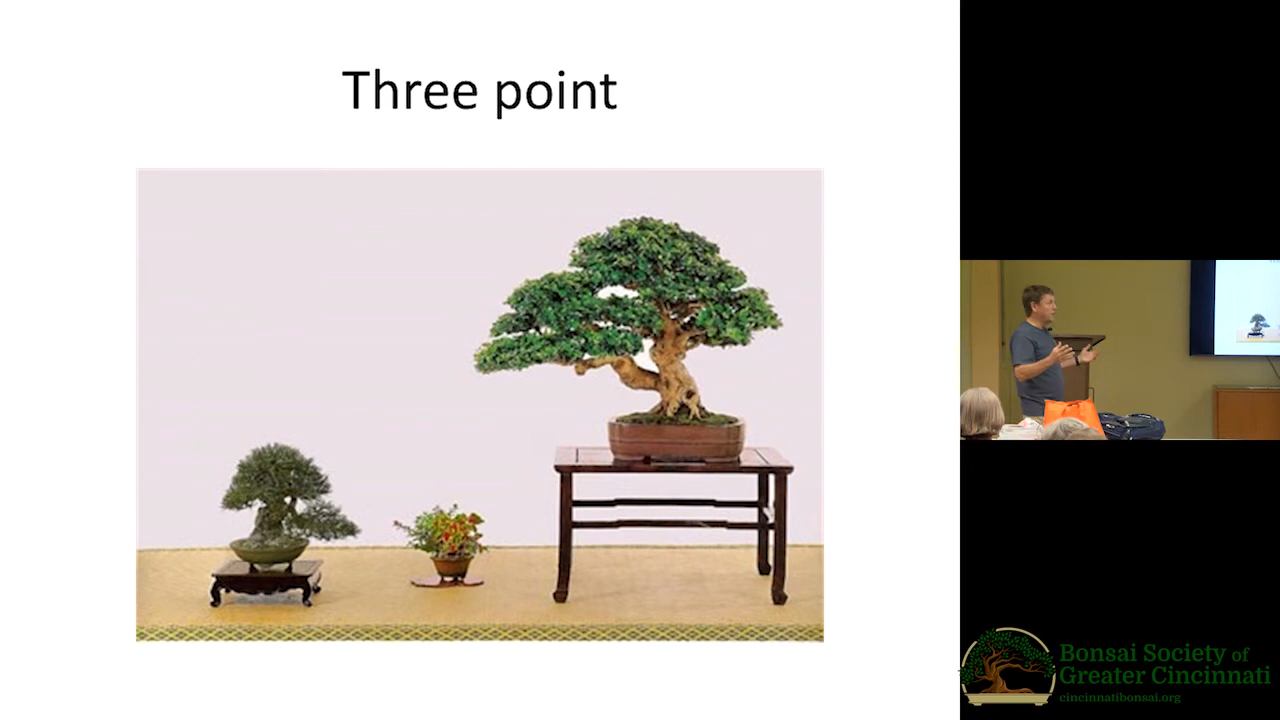 Three point
Bonsai Society of
Greater Cincinnati
cincinnatibonsai.org